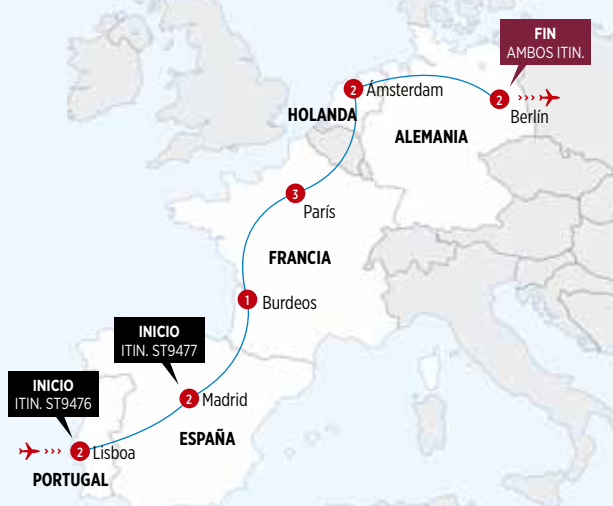 FIN
AMBOS ITIN.
2 Ámsterdam
2
HOLANDA
Berlín
ALEMANIA
3
París
FRANCIA
1 Burdeos
INICIO
ITIN. ST9477
INICIO
ITIN. ST9476
2 Madrid
ESPAÑA
2 Lisboa
PORTUGAL